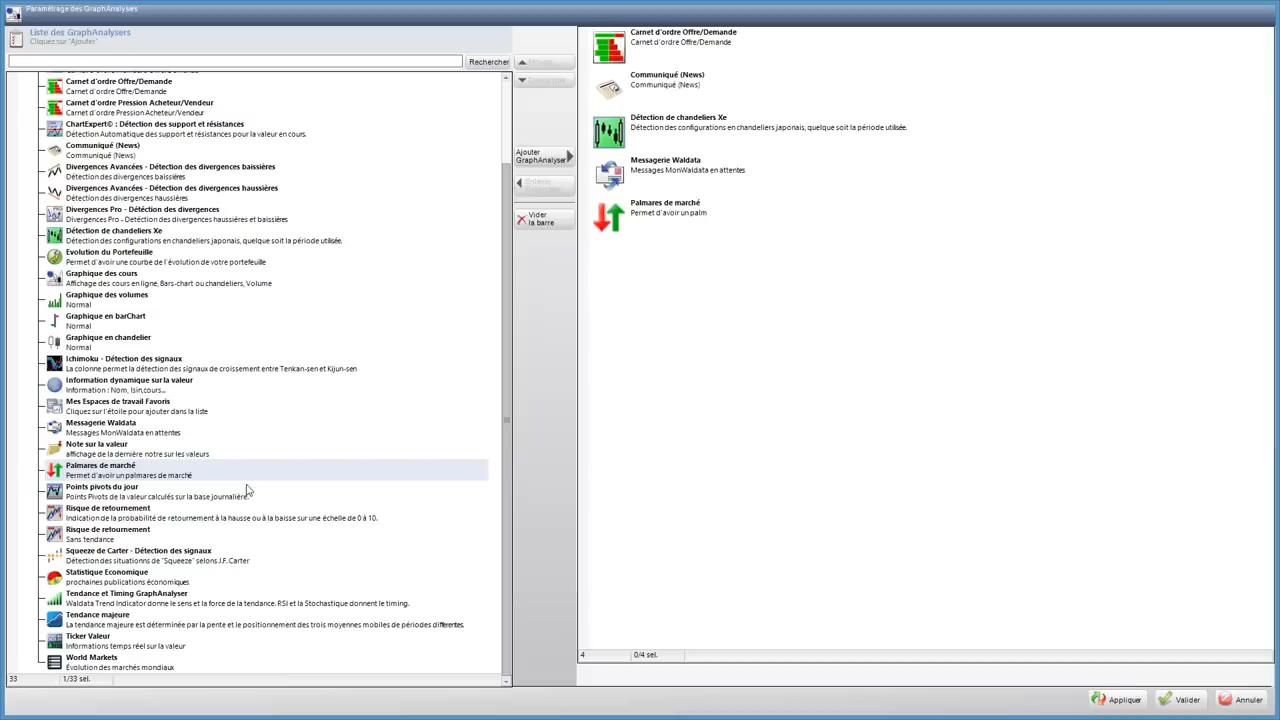 Paramétrage des GraphAnalysers
Liste des GraphAnalysers
Cliquez sur "Ajouter"
Rechercher
Carnet d'ordre Offre/Demande
Carnet d'ordre Offre/Demande
Carnet d'ordre Pression Acheteur/Vendeur
Carnet d'ordre Pression Acheteur/Vendeur
ChartExpert© : Détection des support et résistances
Détection Automatique des support et résistances pour la valeur en cours.
Communiqué (News)
Communiqué (News)
Divergences Avancées - Détection des divergences baissières
Détection des divergences baissières
Divergences Avancées - Détection des divergences haussières
Détection des divergences haussières
Divergences Pro - Détéction des divergences
Divergences Pro - Détéction des divergences haussières et baissières
Détection de chandeliers Xe
Détection des configurations en chandeliers japonais, quelque soit la période utilisée.
Evolution du Portefeuille
Permet d'avoir une courbe de l'évolution de votre portefeuille
Graphique des cours
Affichage des cours en ligne, Bars-chart ou chandeliers, Volume
Graphique des volumes
Normal
Graphique en barChart
Normal
Graphique en chandelier
Normal
Ichimoku - Détection des signaux
La colonne permet la détection des signaux de croissement entre Tenkan-sen et Kijun-sen
Information dynamique sur la valeur
Information : Nom, Isin,cours...
Mes Espaces de travail Favoris
Cliquez sur l'étoile pour ajouter dans la liste
Messagerie Waldata
Messages MonWaldata en attentes
Note sur la valeur
affichage de la dernière notre sur les valeurs
Palmares de marché
Permet d'avoir un palmares de marché
Points pivots du jour
Points Pivots de la valeur calculés sur la base journalière.
Risque de retournement
Indication de la probabilité de retournement à la hausse ou à la baisse sur une échelle de 0 à 10.
Risque de retournement
Sans tendance
Squeeze de Carter - Détection des signaux
Détection des situationns de "Squeeze" selons J.F. Carter
Statistique Economique
prochaines publications économiques
Tendance et Timing GraphAnalyser
Waldata Trend Indicator donne le sens et la force de la tendance. RSI et la Stochastique donnent le timing.
Tendance majeure
La tendance majeure est déterminée par la pente et le positionnement des trois moyennes mobiles de périodes differentes.
Ticker Valeur
Informations temps réel sur la valeur
World Markets
Évolution des marchés mondiaux
33
1/33 sel.
Ajouter
GraphAnalyser
Vider
la barre
Carnet d'ordre Offre/Demande
Carnet d'ordre Offre/Demande
Communiqué (News)
Communiqué (News)
Détection de chandeliers Xe
Détection des configurations en chandeliers japonais, quelque soit la période utilisée.
Messagerie Waldata
Messages MonWaldata en attentes
Palmares de marché
Permet d'avoir un palm
4
0/4 sel.
Appliquer
Valider
Annuler